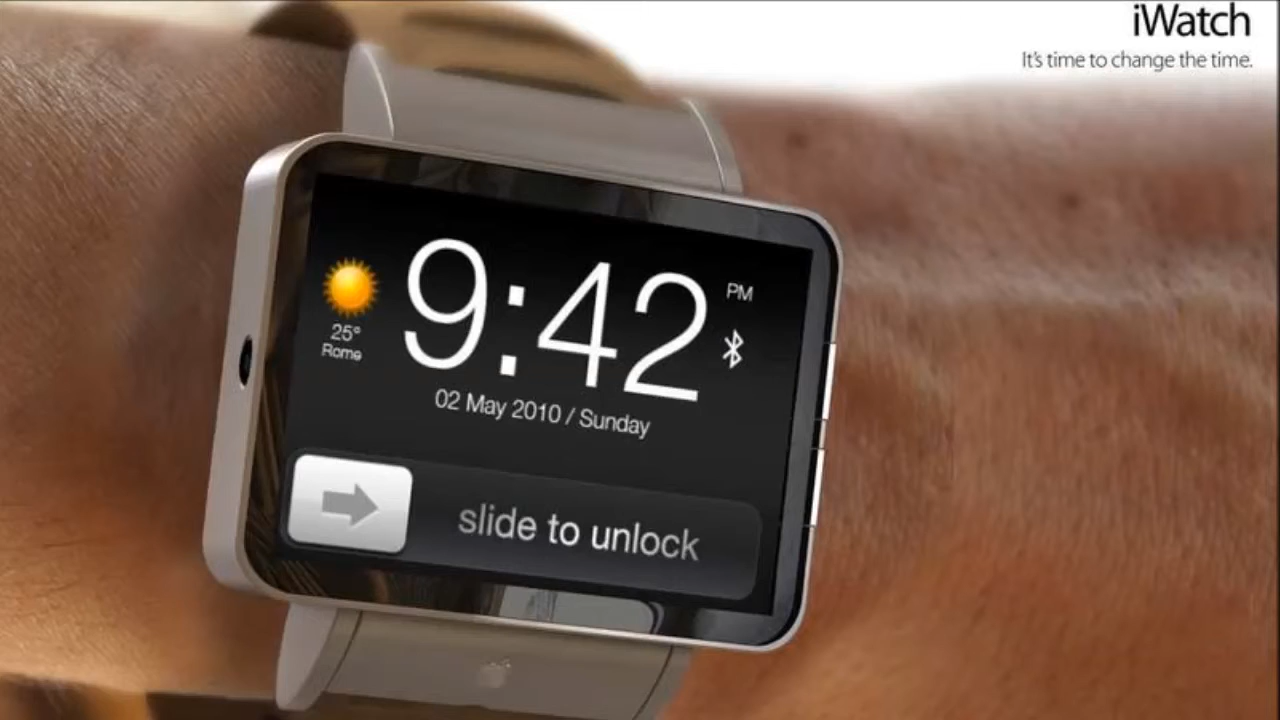 iWatch
It's time to change the time.
9:42 PM
25°
Rome
02 May 2010 / Sunday
slide to unlock